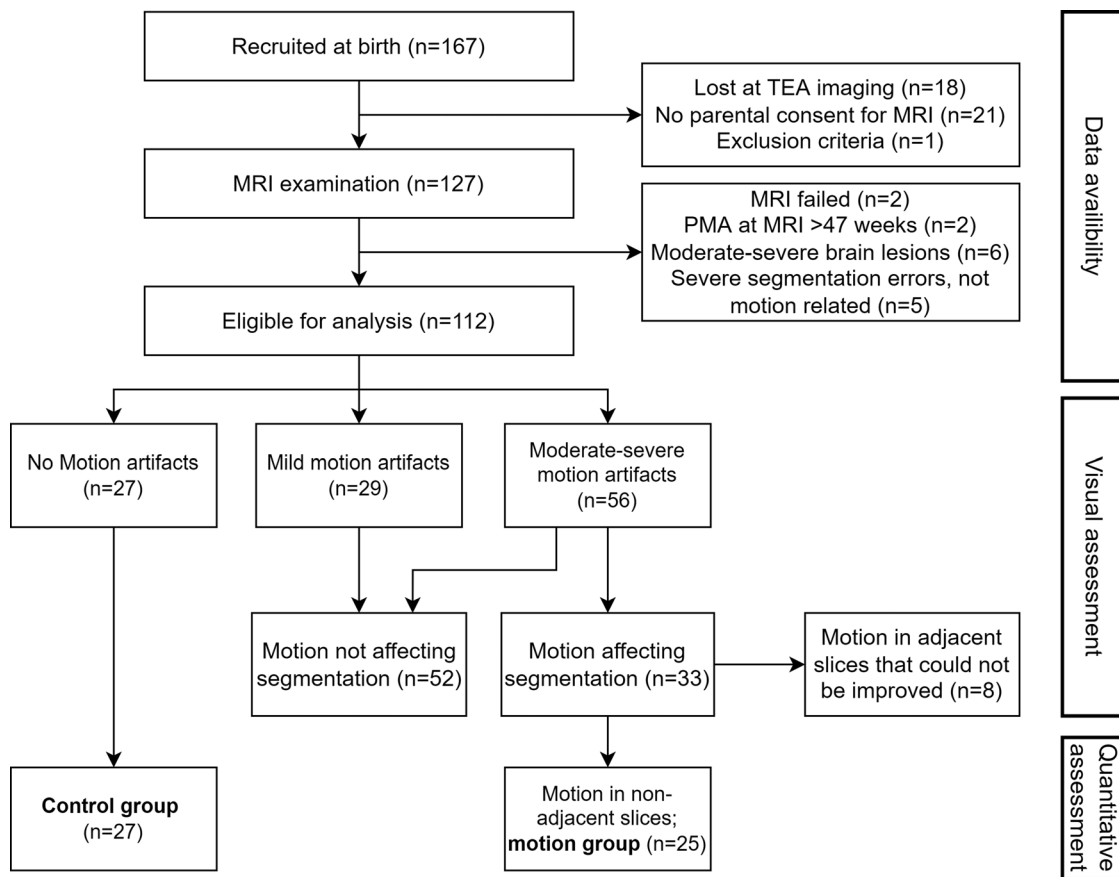 Recruited at birth (n=167)
Lost at TEA imaging (n=18)
No parental consent for MRI (n=21)
Exclusion criteria (n=1)
MRI examination (n=127)
MRI failed (n=2)
PMA at MRI >47 weeks (n=2)
Moderate-severe brain lesions (n=6)
Severe segmentation errors, not
motion related (n=5)
Eligible for analysis (n=112)
Data availibility
No Motion artifacts
(n=27)
Mild motion artifacts
(n=29)
Moderate-severe
motion artifacts
(n=56)
Motion not affecting
segmentation (n=52)
Motion affecting
segmentation (n=33)
Motion in adjacent
slices that could not
be improved (n=8)
Visual assessment
Control group
(n=27)
Motion in non-
adjacent slices;
motion group (n=25)
Quantitative
assessment